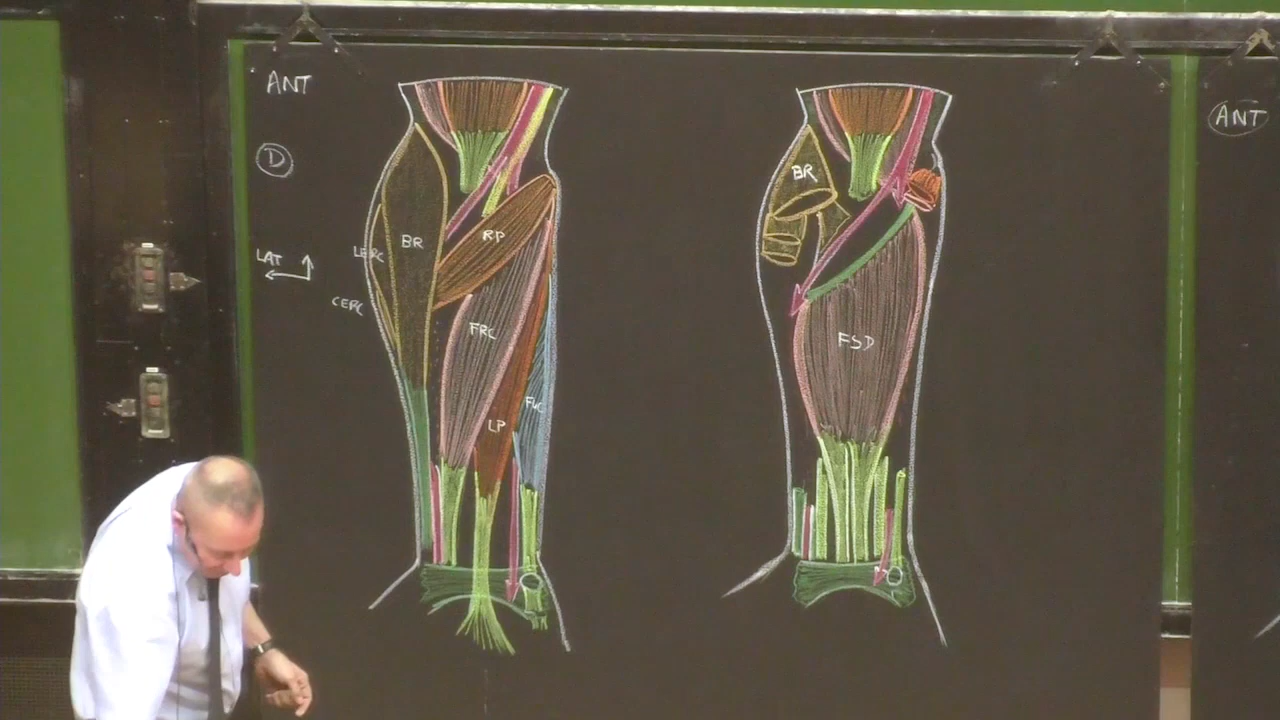 ANT
D
LAT
LERC
CERC
BR
RP
FRC
LP
FUC
BR
FSD
ANT